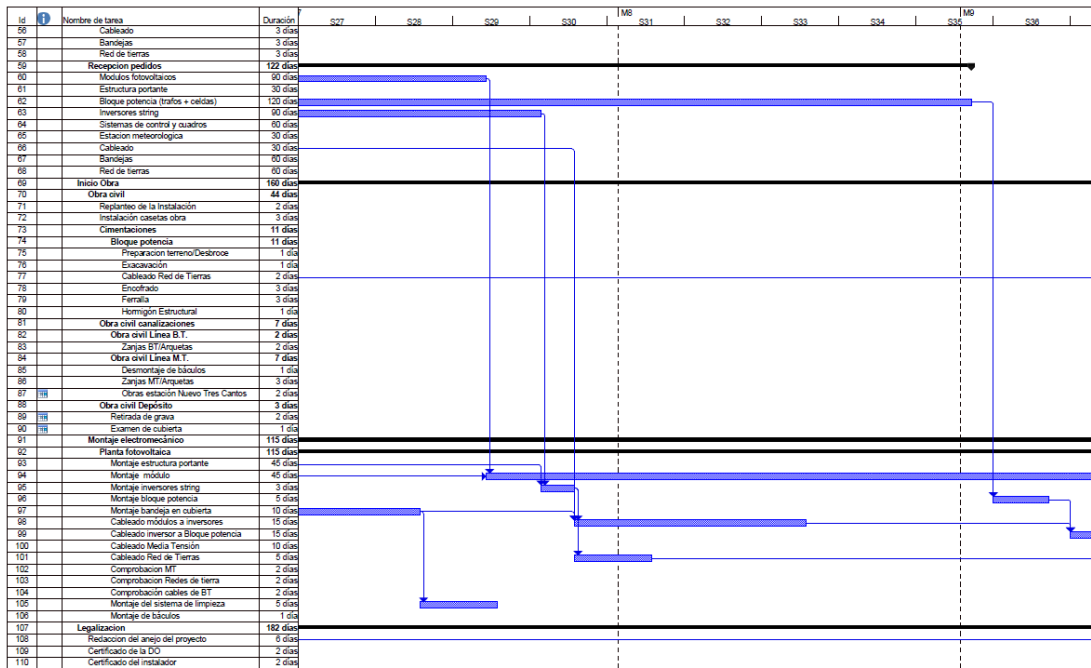 7 M8 M9
Id Nombre de tarea Duración S27 S28 S29 S30 S31 S32 S33 S34 S35 S36
56 Cableado 3 días
57 Bandejas 3 días
58 Red de tierras 3 días
59 Recepcion pedidos 122 días
60 Modulos fotovoltaicos 90 días
61 Estructura portante 30 días
62 Bloque potencia (trafos + celdas) 120 días
63 Inversores string 90 días
64 Sistemas de control y cuadros 60 días
65 Estacion meteorologica 30 días
66 Cableado 30 días
67 Bandejas 60 días
68 Red de tierras 60 días
69 Inicio Obra 160 días
70 Obra civil 44 días
71 Replanteo de la Instalación 2 días
72 Instalación casetas obra 3 días
73 Cimentaciones 11 días
74 Bloque potencia 11 días
75 Preparacion terreno/Desbroce 1 día
76 Exacavación 1 día
77 Cableado Red de Tierras 2 días
78 Encofrado 3 días
79 Ferralla 3 días
80 Hormigón Estructural 1 día
81 Obra civil canalizaciones 7 días
82 Obra civil Línea B.T. 2 días
83 Zanjas BT/Arquetas 2 días
84 Obra civil Línea M.T. 7 días
85 Desmontaje de báculos 1 día
86 Zanjas MT/Arquetas 3 días
87 Obras estación Nuevo Tres Cantos 2 días
88 Obra civil Depósito 3 días
89 Retirada de grava 2 días
90 Examen de cubierta 1 día
91 Montaje electromecánico 115 días
92 Planta fotovoltaica 115 días
93 Montaje estructura portante 45 días
94 Montaje módulo 45 días
95 Montaje inversores string 3 días
96 Montaje bloque potencia 5 días
97 Montaje bandeja en cubierta 10 días
98 Cableado módulos a inversores 15 días
99 Cableado inversor a Bloque potencia 15 días
100 Cableado Media Tensión 10 días
101 Cableado Red de Tierras 5 días
102 Comprobacion MT 2 días
103 Comprobación Redes de tierra 2 días
104 Comprobación cables de BT 2 días
105 Montaje del sistema de limpieza 5 días
106 Montaje de báculos 1 día
107 Legalizacion 182 días
108 Redaccion del anejo del proyecto 6 días
109 Certificado de la DO 2 días
110 Certificado del instalador 2 días